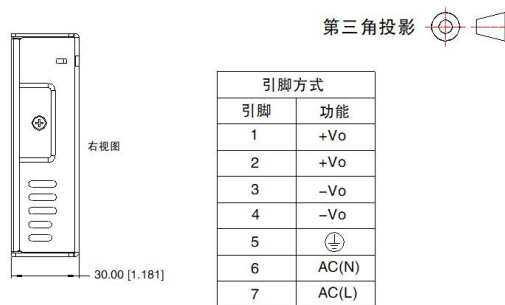 第三角投影
右视图
30.00 [1.181]
引脚方式
引脚 功能
1 +Vo
2 +Vo
3 -Vo
4 -Vo
5
6 AC(N)
7 AC(L)